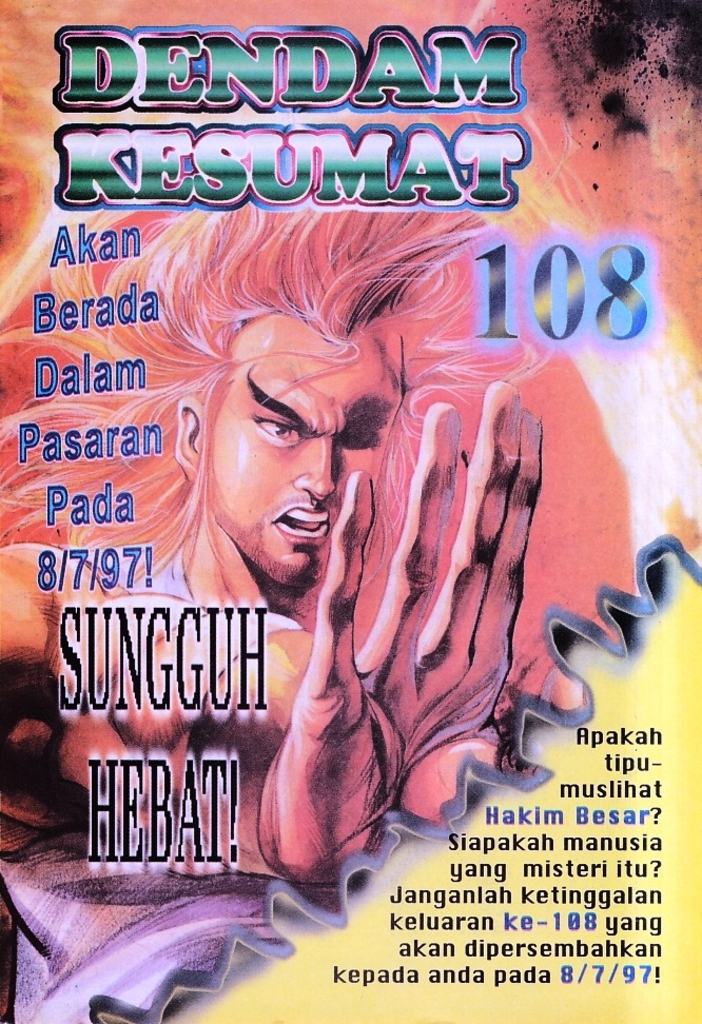 DENDAM
KESUMAT
108
Akan
Berada
Dalam
Pasaran
Pada
8/7/97!
SUNGGUH
HEBAT!
Apakah
tipu-
muslihat
Hakim Besar?
Siapakah manusia
yang misteri itu?
Janganlah ketinggalan
keluaran ke-108 yang
akan dipersembahkan
kepada anda pada 8/7/97!